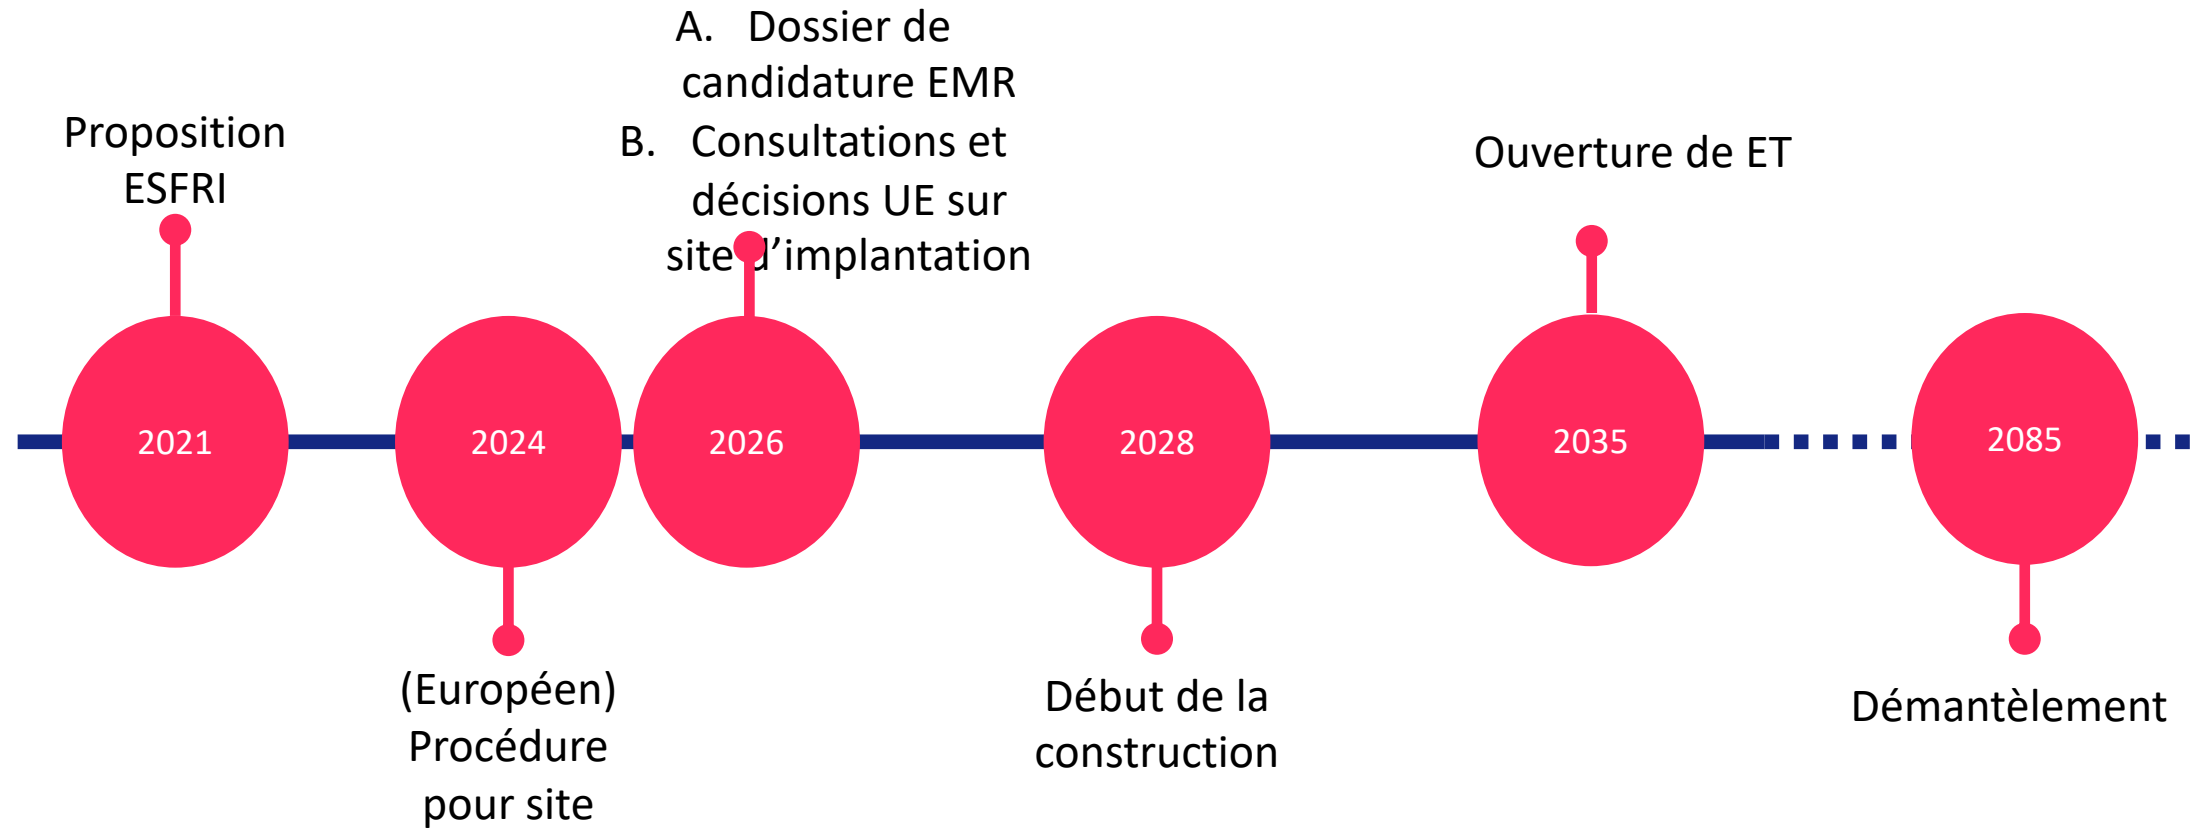 A. Dossier de
candidature EMR
B. Consultations et
décisions UE sur
site d’implantation
Proposition
ESFRI
Ouverture de ET
2021
2024
2026
2028
2035
2085
(Européen)
Procédure
pour site
Début de la
construction
Démantèlement